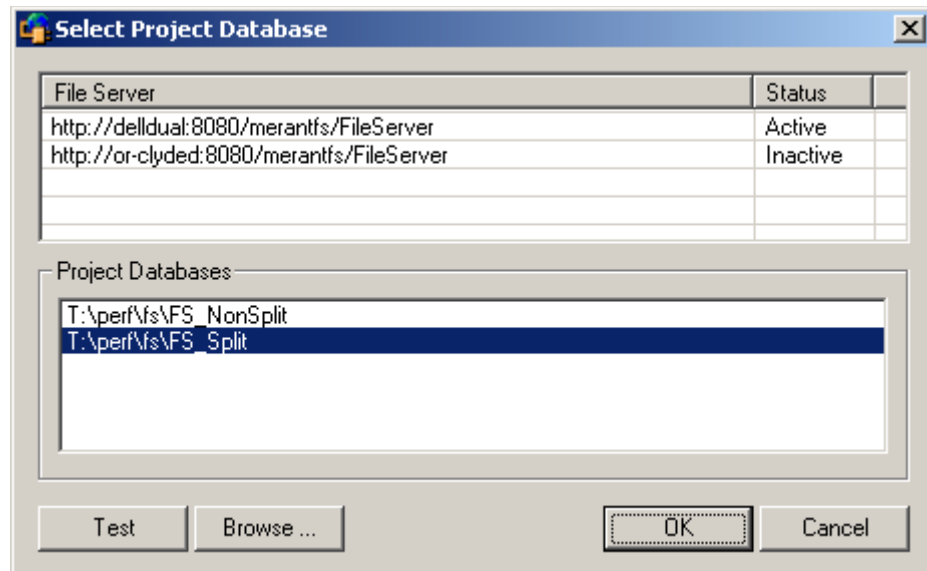 Select Project Database
File Server Status
http://delldual:8080/merantfs/FileServer Active
http://or-clyded:8080/merantfs/FileServer Inactive
Project Databases
T:\perf\fs\FS_NonSplit
T:\perf\fs\FS_Split
Test Browse ... OK Cancel